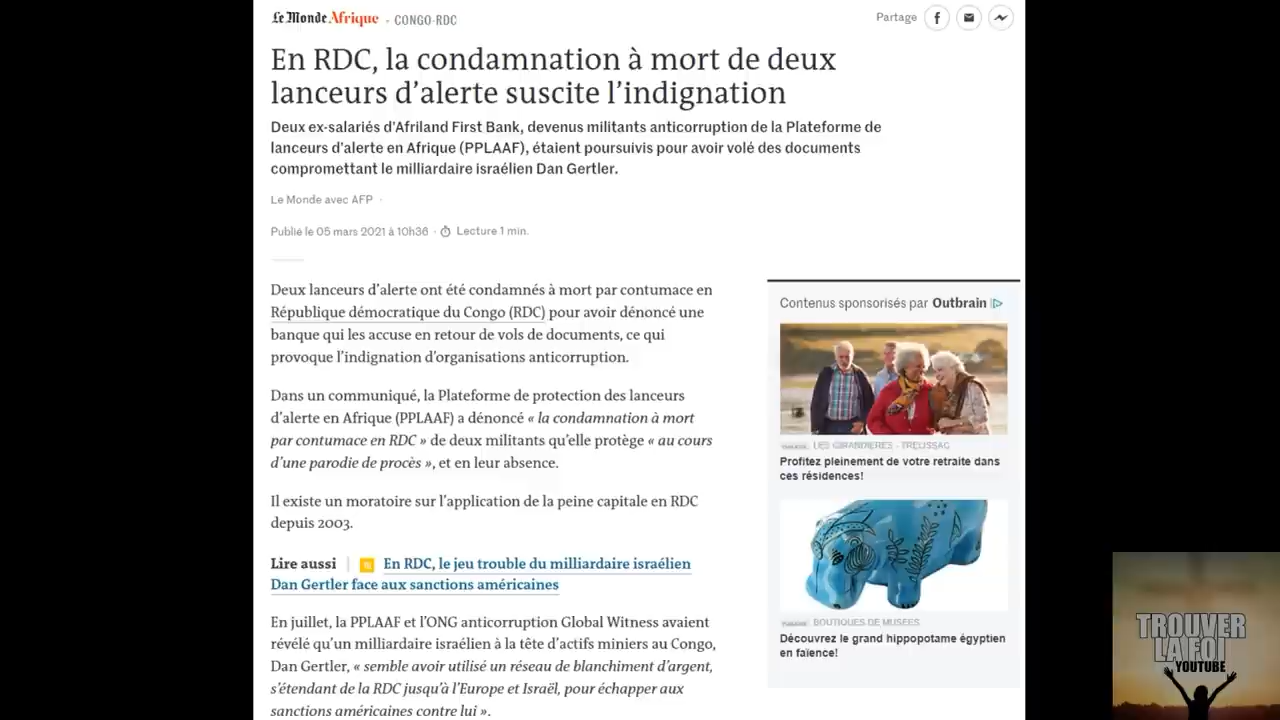 Le Monde Afrique • CONGO-RDC
Partage
En RDC, la condamnation à mort de deux
lanceurs d’alerte suscite l’indignation
Deux ex-salariés d'Afriland First Bank, devenus militants anticorruption de la Plateforme de
lanceurs d'alerte en Afrique (PPLAAF), étaient poursuivis pour avoir volé des documents
compromettant le milliardaire israélien Dan Gertler.
Le Monde avec AFP ·
Publié le 05 mars 2021 à 10h36 · Lecture 1 min.
Deux lanceurs d’alerte ont été condamnés à mort par contumace en
République démocratique du Congo (RDC) pour avoir dénoncé une
banque qui les accuse en retour de vols de documents, ce qui
provoque l’indignation d’organisations anticorruption.
Dans un communiqué, la Plateforme de protection des lanceurs
d’alerte en Afrique (PPLAAF) a dénoncé « la condamnation à mort
par contumace en RDC » de deux militants qu’elle protège « au cours
d’une parodie de procès », et en leur absence.
Il existe un moratoire sur l’application de la peine capitale en RDC
depuis 2003.
Lire aussi | En RDC, le jeu trouble du milliardaire israélien
Dan Gertler face aux sanctions américaines
En juillet, la PPLAAF et l’ONG anticorruption Global Witness avaient
révélé qu’un milliardaire israélien à la tête d’actifs miniers au Congo,
Dan Gertler, « semble avoir utilisé un réseau de blanchiment d’argent,
s’étendant de la RDC jusqu’à l’Europe et Israël, pour échapper aux
sanctions américaines contre lui ».
Contenus sponsorisés par Outbrain
LES GIRANDIERES - TRELISSAC
Profitez pleinement de votre retraite dans
ces résidences!
BOUTIQUES DE MUSEES
Découvrez le grand hippopotame égyptien
en faïence!
TROUVER
LA FOI
YOUTUBE